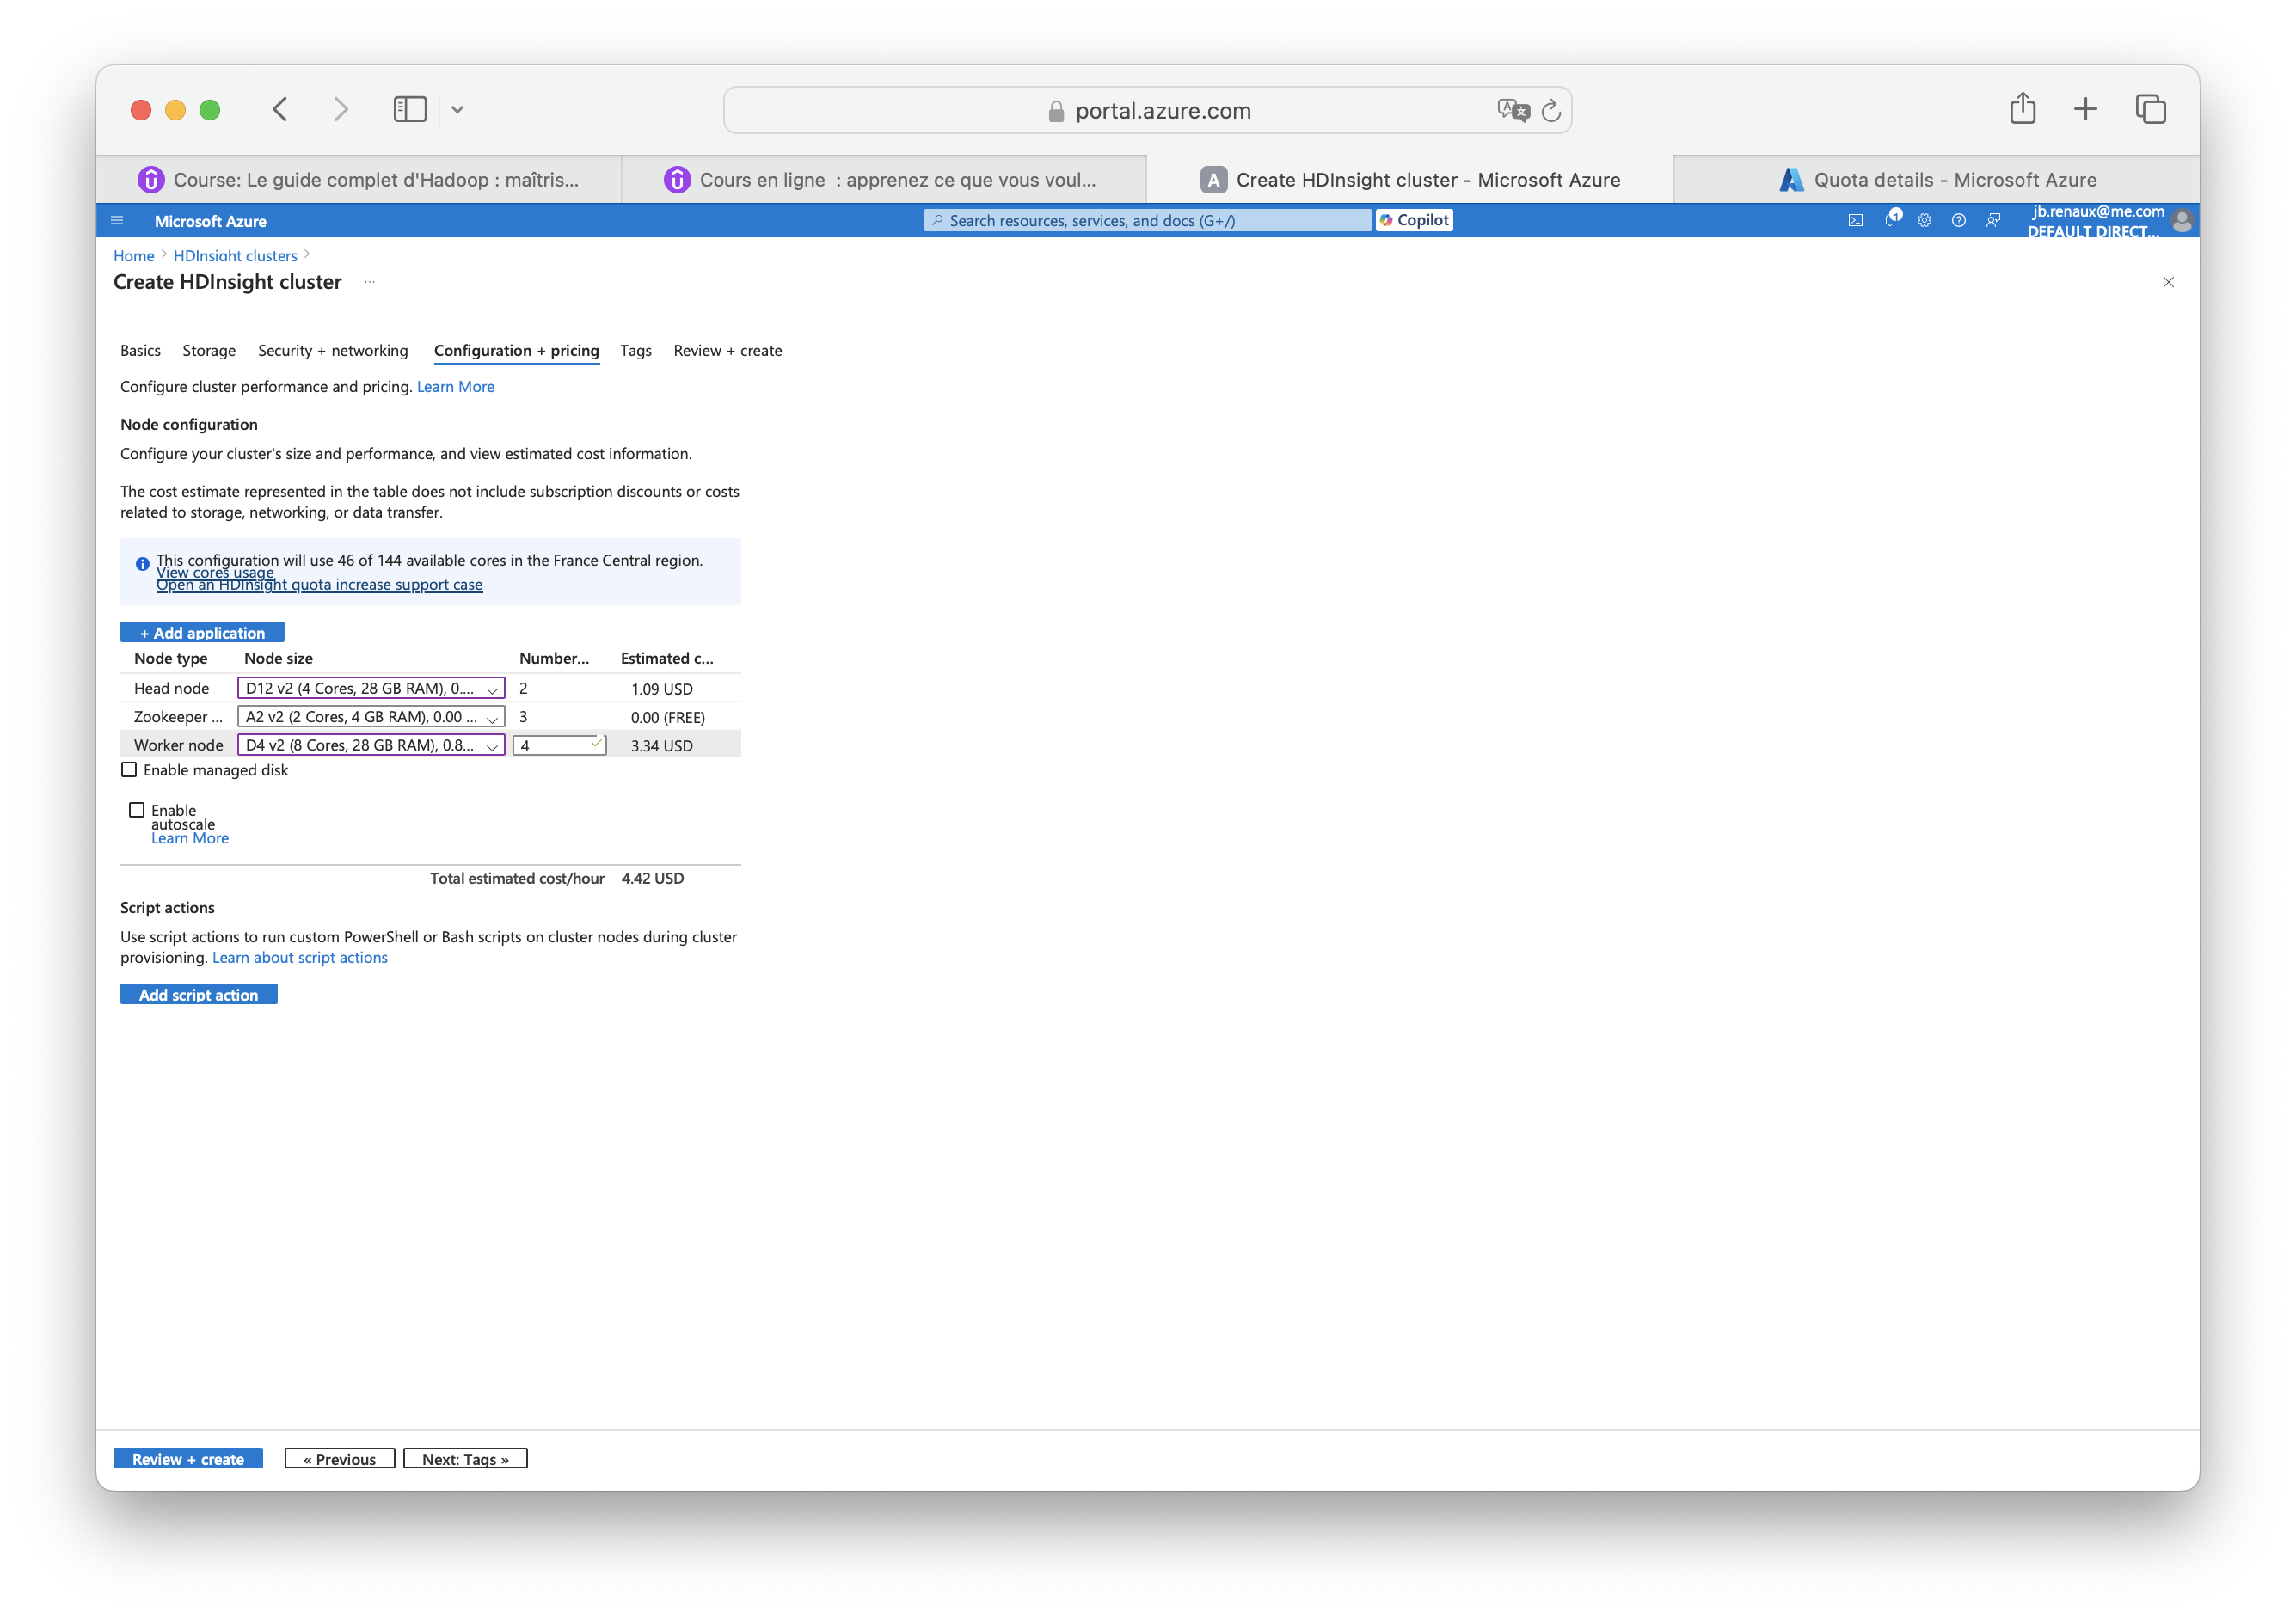 portal.azure.com
Course: Le guide complet d'Hadoop : maîtris...
Cours en ligne : apprenez ce que vous voul...
A Create HDInsight cluster - Microsoft Azure
Quota details - Microsoft Azure
Microsoft Azure
Search resources, services, and docs (G+/)
Copilot
1
jb.renaux@me.com
DEFAULT DIRECT...
Home > HDInsight clusters >
Create HDInsight cluster ...
Basics Storage Security + networking Configuration + pricing Tags Review + create
Configure cluster performance and pricing. Learn More
Node configuration
Configure your cluster's size and performance, and view estimated cost information.
The cost estimate represented in the table does not include subscription discounts or costs
related to storage, networking, or data transfer.
This configuration will use 46 of 144 available cores in the France Central region.
View cores usage
Open an HDInsight quota increase support case
+ Add application
Node type Node size Number... Estimated c...
Head node D12 v2 (4 Cores, 28 GB RAM), 0.... 2 1.09 USD
Zookeeper ... A2 v2 (2 Cores, 4 GB RAM), 0.00 ... 3 0.00 (FREE)
Worker node D4 v2 (8 Cores, 28 GB RAM), 0.8... 4 3.34 USD
Enable managed disk
Enable
autoscale
Learn More
Total estimated cost/hour 4.42 USD
Script actions
Use script actions to run custom PowerShell or Bash scripts on cluster nodes during cluster
provisioning. Learn about script actions
Add script action
Review + create
« Previous
Next: Tags »